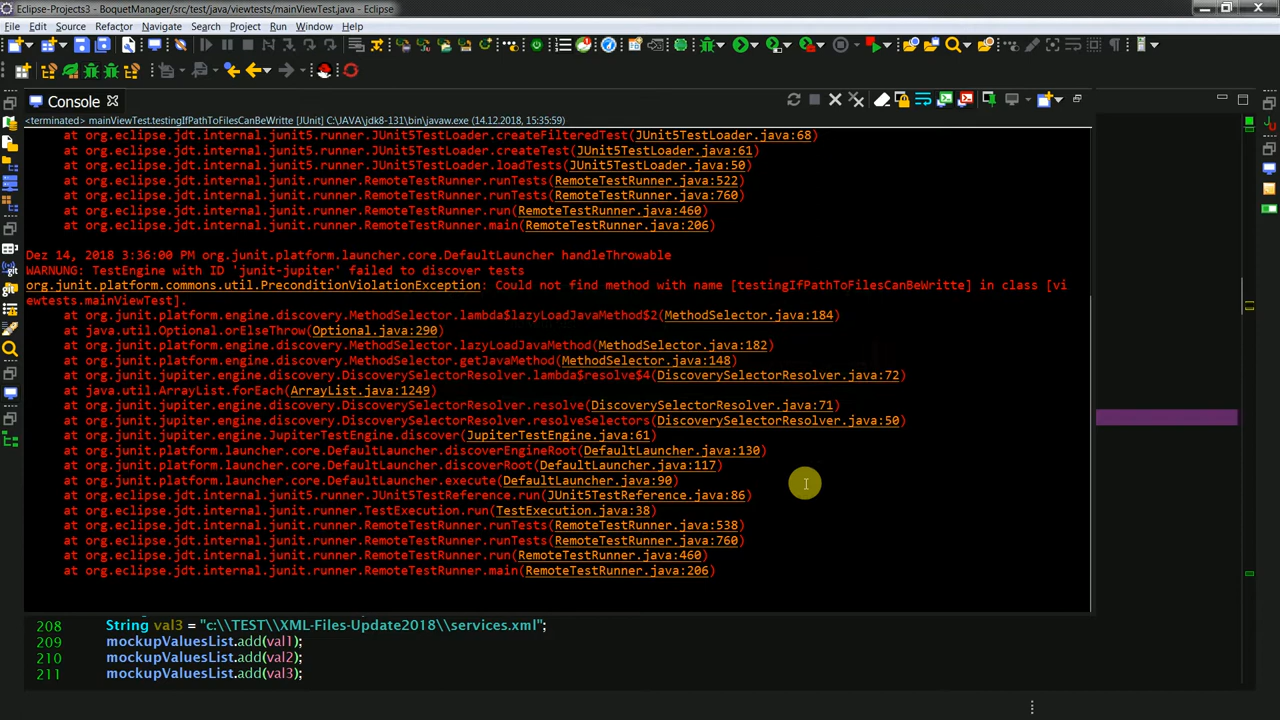 Eclipse-Projects3 - BoquetManager/src/test/java/viewtests/mainViewTest.java - Eclipse
File Edit Source Refactor Navigate Search Project Run Window Help
Console
<terminated> mainViewTest.testingIfPathToFilesCanBeWritte [JUnit] C:\JAVA\jdk8-131\bin\javaw.exe (14.12.2018, 15:35:59)
at org.eclipse.jdt.internal.junit5.runner.JUnit5TestLoader.createFilteredTest(JUnit5TestLoader.java:68)
at org.eclipse.jdt.internal.junit5.runner.JUnit5TestLoader.createTest(JUnit5TestLoader.java:61)
at org.eclipse.jdt.internal.junit5.runner.JUnit5TestLoader.loadTests(JUnit5TestLoader.java:50)
at org.eclipse.jdt.internal.junit.runner.RemoteTestRunner.runTests(RemoteTestRunner.java:522)
at org.eclipse.jdt.internal.junit.runner.RemoteTestRunner.runTests(RemoteTestRunner.java:760)
at org.eclipse.jdt.internal.junit.runner.RemoteTestRunner.run(RemoteTestRunner.java:460)
at org.eclipse.jdt.internal.junit.runner.RemoteTestRunner.main(RemoteTestRunner.java:206)
Dez 14, 2018 3:36:00 PM org.junit.platform.launcher.core.DefaultLauncher handleThrowable
WARNUNG: TestEngine with ID 'junit-jupiter' failed to discover tests
org.junit.platform.commons.util.PreconditionViolationException: Could not find method with name [testingIfPathToFilesCanBeWritte] in class [vi
ewtests.mainViewTest].
at org.junit.platform.engine.discovery.MethodSelector.lambda$lazyLoadJavaMethod$2(MethodSelector.java:184)
at java.util.Optional.orElseThrow(Optional.java:290)
at org.junit.platform.engine.discovery.MethodSelector.lazyLoadJavaMethod(MethodSelector.java:182)
at org.junit.platform.engine.discovery.MethodSelector.getJavaMethod(MethodSelector.java:148)
at org.junit.jupiter.engine.discovery.DiscoverySelectorResolver.lambda$resolve$4(DiscoverySelectorResolver.java:72)
at java.util.ArrayList.forEach(ArrayList.java:1249)
at org.junit.jupiter.engine.discovery.DiscoverySelectorResolver.resolve(DiscoverySelectorResolver.java:71)
at org.junit.jupiter.engine.discovery.DiscoverySelectorResolver.resolveSelectors(DiscoverySelectorResolver.java:50)
at org.junit.jupiter.engine.JupiterTestEngine.discover(JupiterTestEngine.java:61)
at org.junit.platform.launcher.core.DefaultLauncher.discoverEngineRoot(DefaultLauncher.java:130)
at org.junit.platform.launcher.core.DefaultLauncher.discoverRoot(DefaultLauncher.java:117)
at org.junit.platform.launcher.core.DefaultLauncher.execute(DefaultLauncher.java:90)
at org.eclipse.jdt.internal.junit5.runner.JUnit5TestReference.run(JUnit5TestReference.java:86)
at org.eclipse.jdt.internal.junit.runner.TestExecution.run(TestExecution.java:38)
at org.eclipse.jdt.internal.junit.runner.RemoteTestRunner.runTests(RemoteTestRunner.java:538)
at org.eclipse.jdt.internal.junit.runner.RemoteTestRunner.runTests(RemoteTestRunner.java:760)
at org.eclipse.jdt.internal.junit.runner.RemoteTestRunner.run(RemoteTestRunner.java:460)
at org.eclipse.jdt.internal.junit.runner.RemoteTestRunner.main(RemoteTestRunner.java:206)
208 String val3 = "c:\\TEST\\XML-Files-Update2018\\services.xml";
209 mockupValuesList.add(val1);
210 mockupValuesList.add(val2);
211 mockupValuesList.add(val3);